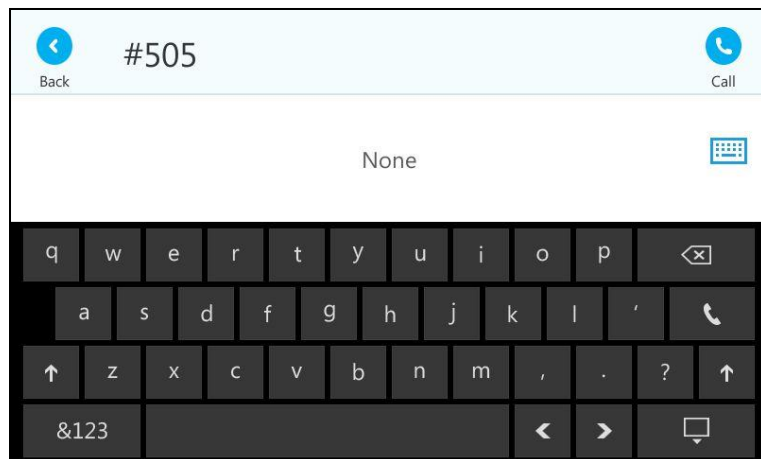 #505
Back
Call
None
q w e r t y u i o p
a s d f g h j k l '
z x c v b n m , . ?
&123